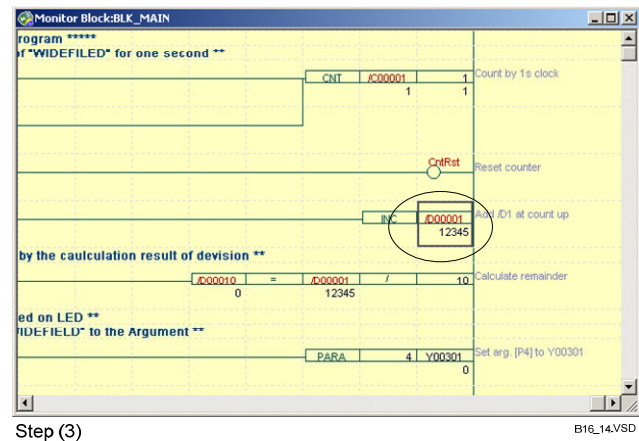 Monitor Block:BLK_MAIN
rogram *****
of "WIDEFILED" for one second **
CNT /C00001 1 Count by 1s clock
1 1
CntRst
Reset counter
INC /D00001 Add /D1 at count up
12345
by the caulculation result of devision **
/D00010 = /D00001 / 10 Calculate remainder
0 12345
ed on LED **
IDEFIELD" to the Argument **
PARA 4 Y00301 Set arg. [P4] to Y00301
0
Step (3)
B16_14.VSD